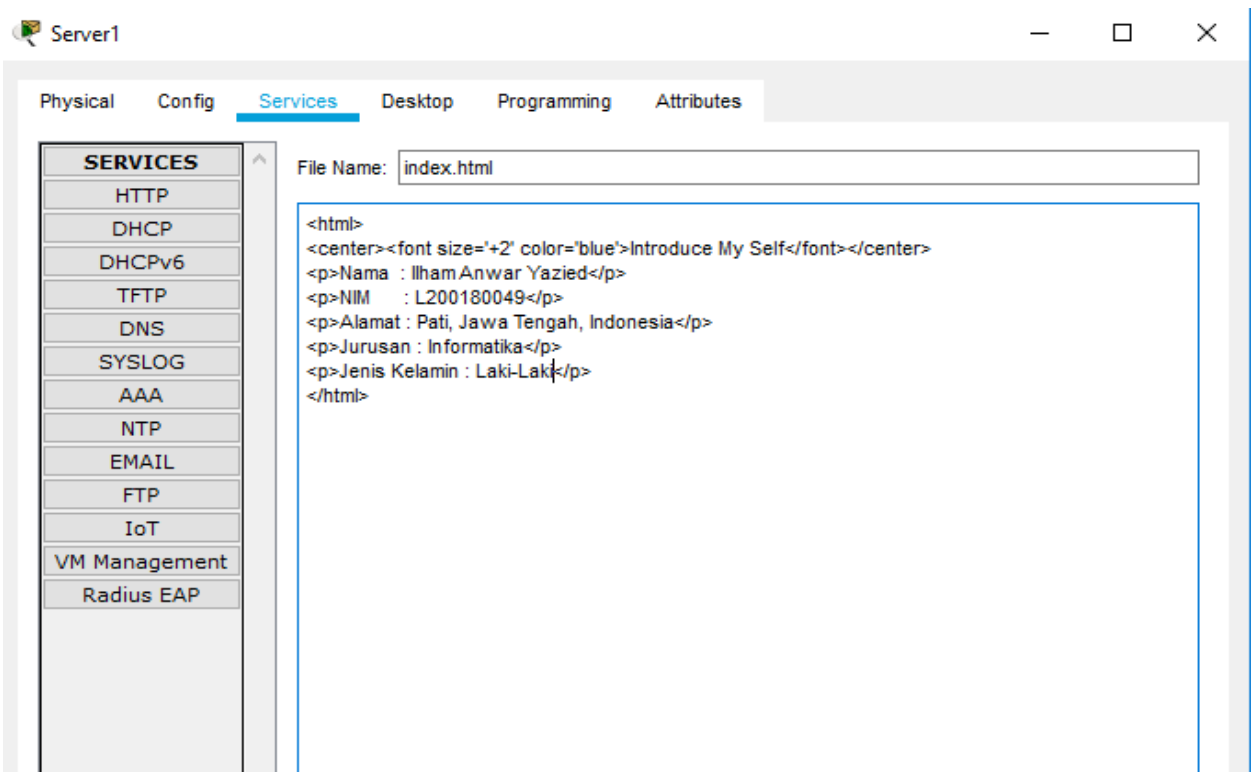 Server1
Physical Config Services Desktop Programming Attributes
SERVICES
HTTP
DHCP
DHCPv6
TFTP
DNS
SYSLOG
AAA
NTP
EMAIL
FTP
IoT
VM Management
Radius EAP
File Name: index.html
<html>
<center><font size='+2' color='blue'>Introduce My Self</font></center>
<p>Nama : Ilham Anwar Yazied</p>
<p>NIM : L200180049</p>
<p>Alamat : Pati, Jawa Tengah, Indonesia</p>
<p>Jurusan : Informatika</p>
<p>Jenis Kelamin : Laki-Laki</p>
</html>